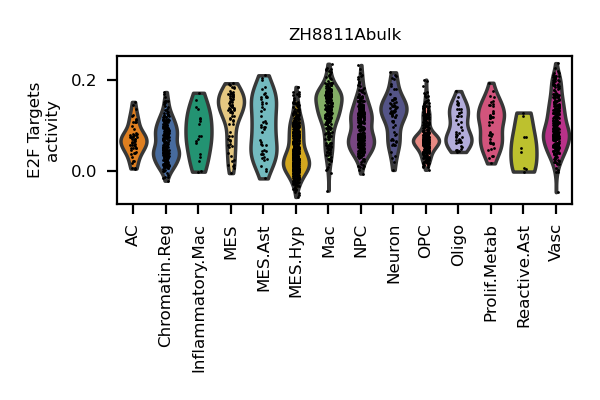 ZH8811Abulk
E2F Targets
activity
0.2
0.0
AC
Chromatin.Reg
Inflammatory.Mac
MES
MES.Ast
MES.Hyp
Mac
NPC
Neuron
OPC
Oligo
Prolif.Metab
Reactive.Ast
Vasc